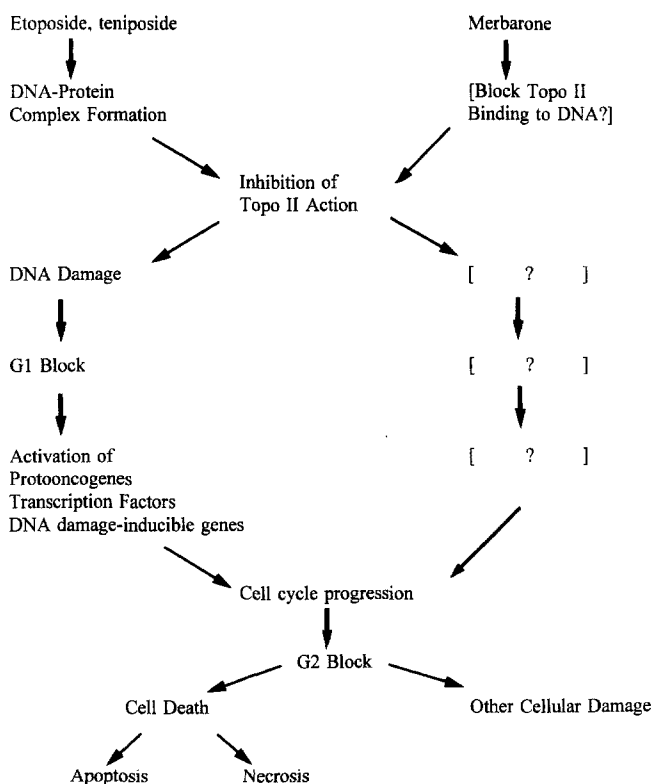 Etoposide, teniposide
Merbarone
DNA-Protein
Complex Formation
[Block Topo II
Binding to DNA?]
Inhibition of
Topo II Action
DNA Damage
[ ? ]
G1 Block
[ ? ]
Activation of
Protooncogenes
Transcription Factors
DNA damage-inducible genes
[ ? ]
Cell cycle progression
G2 Block
Cell Death
Other Cellular Damage
Apoptosis
Necrosis